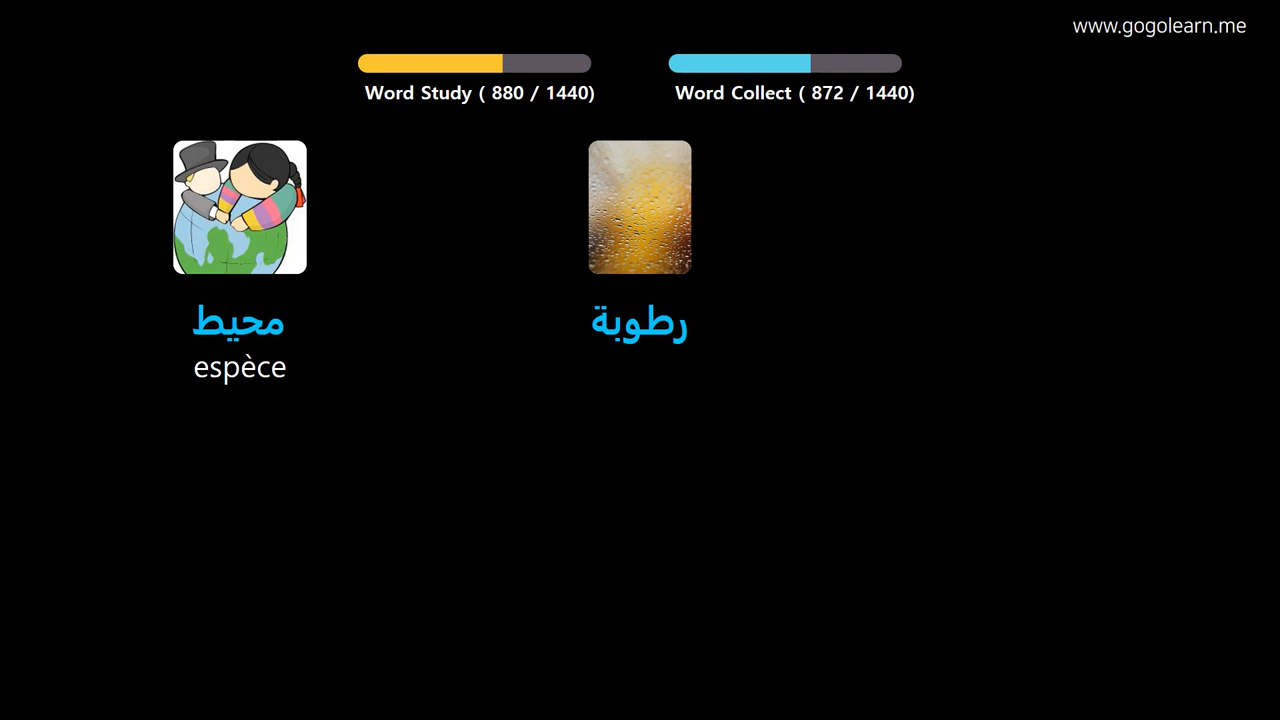 www.gogolearn.me
Word Study ( 880 / 1440)
Word Collect ( 872 / 1440)
محيط
espèce
رطوبة